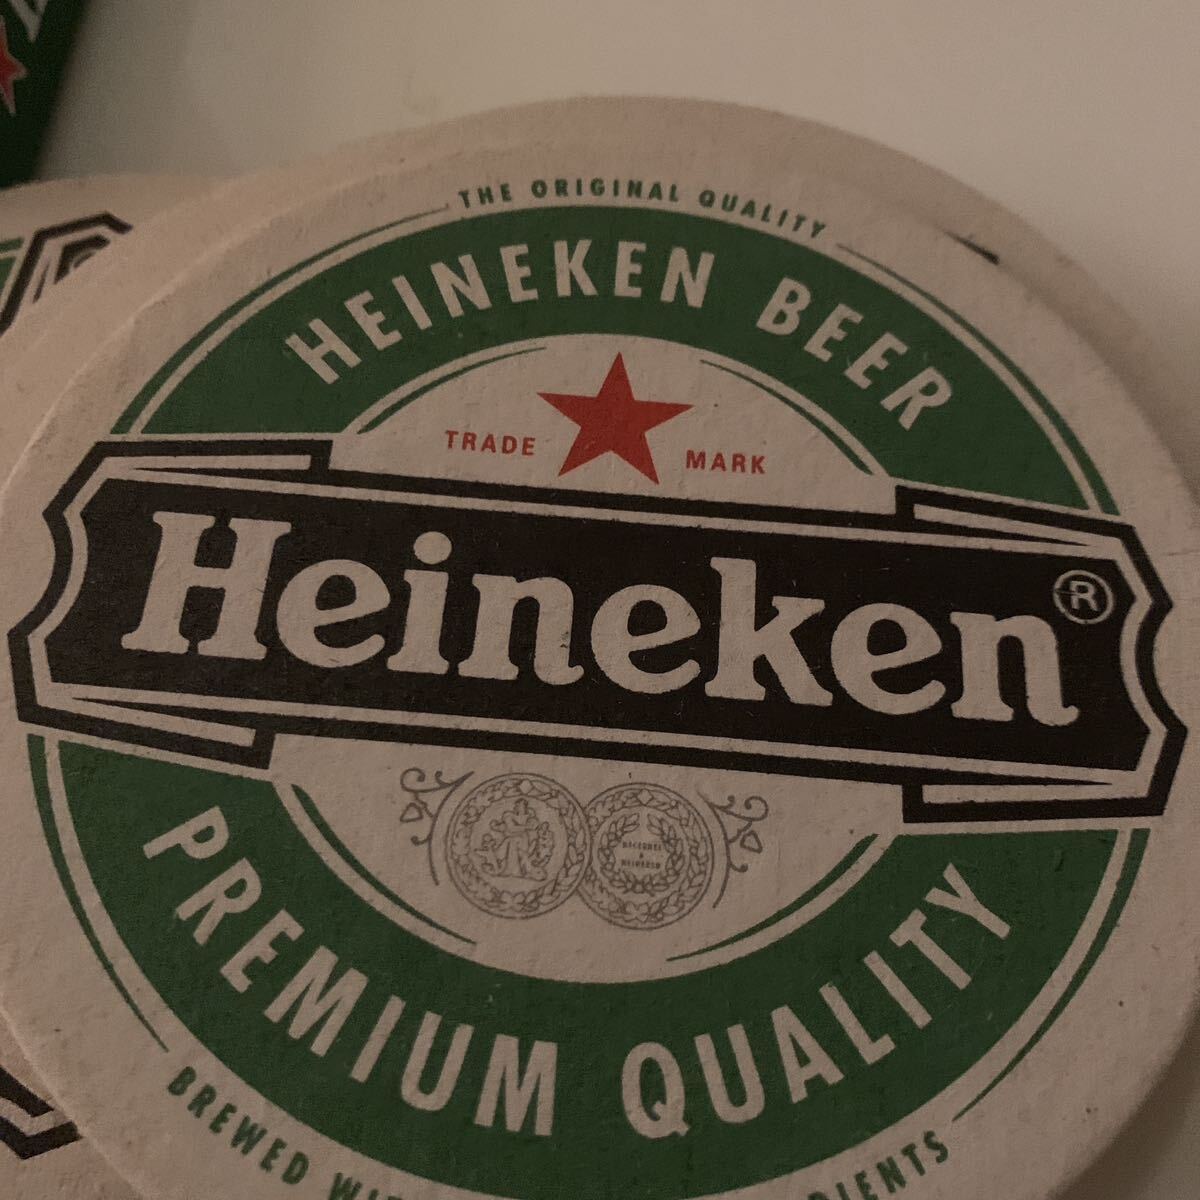 THE ORIGINAL QUALITY
HEINEKEN BEER
TRADE MARK
Heineken®
PREMIUM QUALITY
BREWED